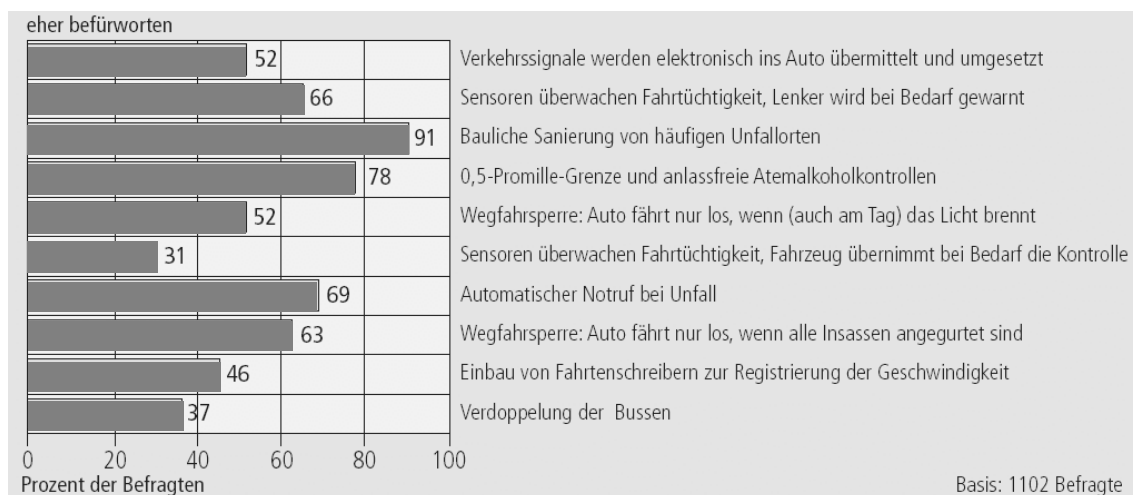 eher befürworten
52 Verkehrssignale werden elektronisch ins Auto übermittelt und umgesetzt
66 Sensoren überwachen Fahrtüchtigkeit, Lenker wird bei Bedarf gewarnt
91 Bauliche Sanierung von häufigen Unfallorten
78 0,5-Promille-Grenze und anlassfreie Atemalkoholkontrollen
52 Wegfahrsperre: Auto fährt nur los, wenn (auch am Tag) das Licht brennt
31 Sensoren überwachen Fahrtüchtigkeit, Fahrzeug übernimmt bei Bedarf die Kontrolle
69 Automatischer Notruf bei Unfall
63 Wegfahrsperre: Auto fährt nur los, wenn alle Insassen angegurtet sind
46 Einbau von Fahrtenschreibern zur Registrierung der Geschwindigkeit
37 Verdoppelung der Bussen
0 20 40 60 80 100
Prozent der Befragten Basis: 1102 Befragte